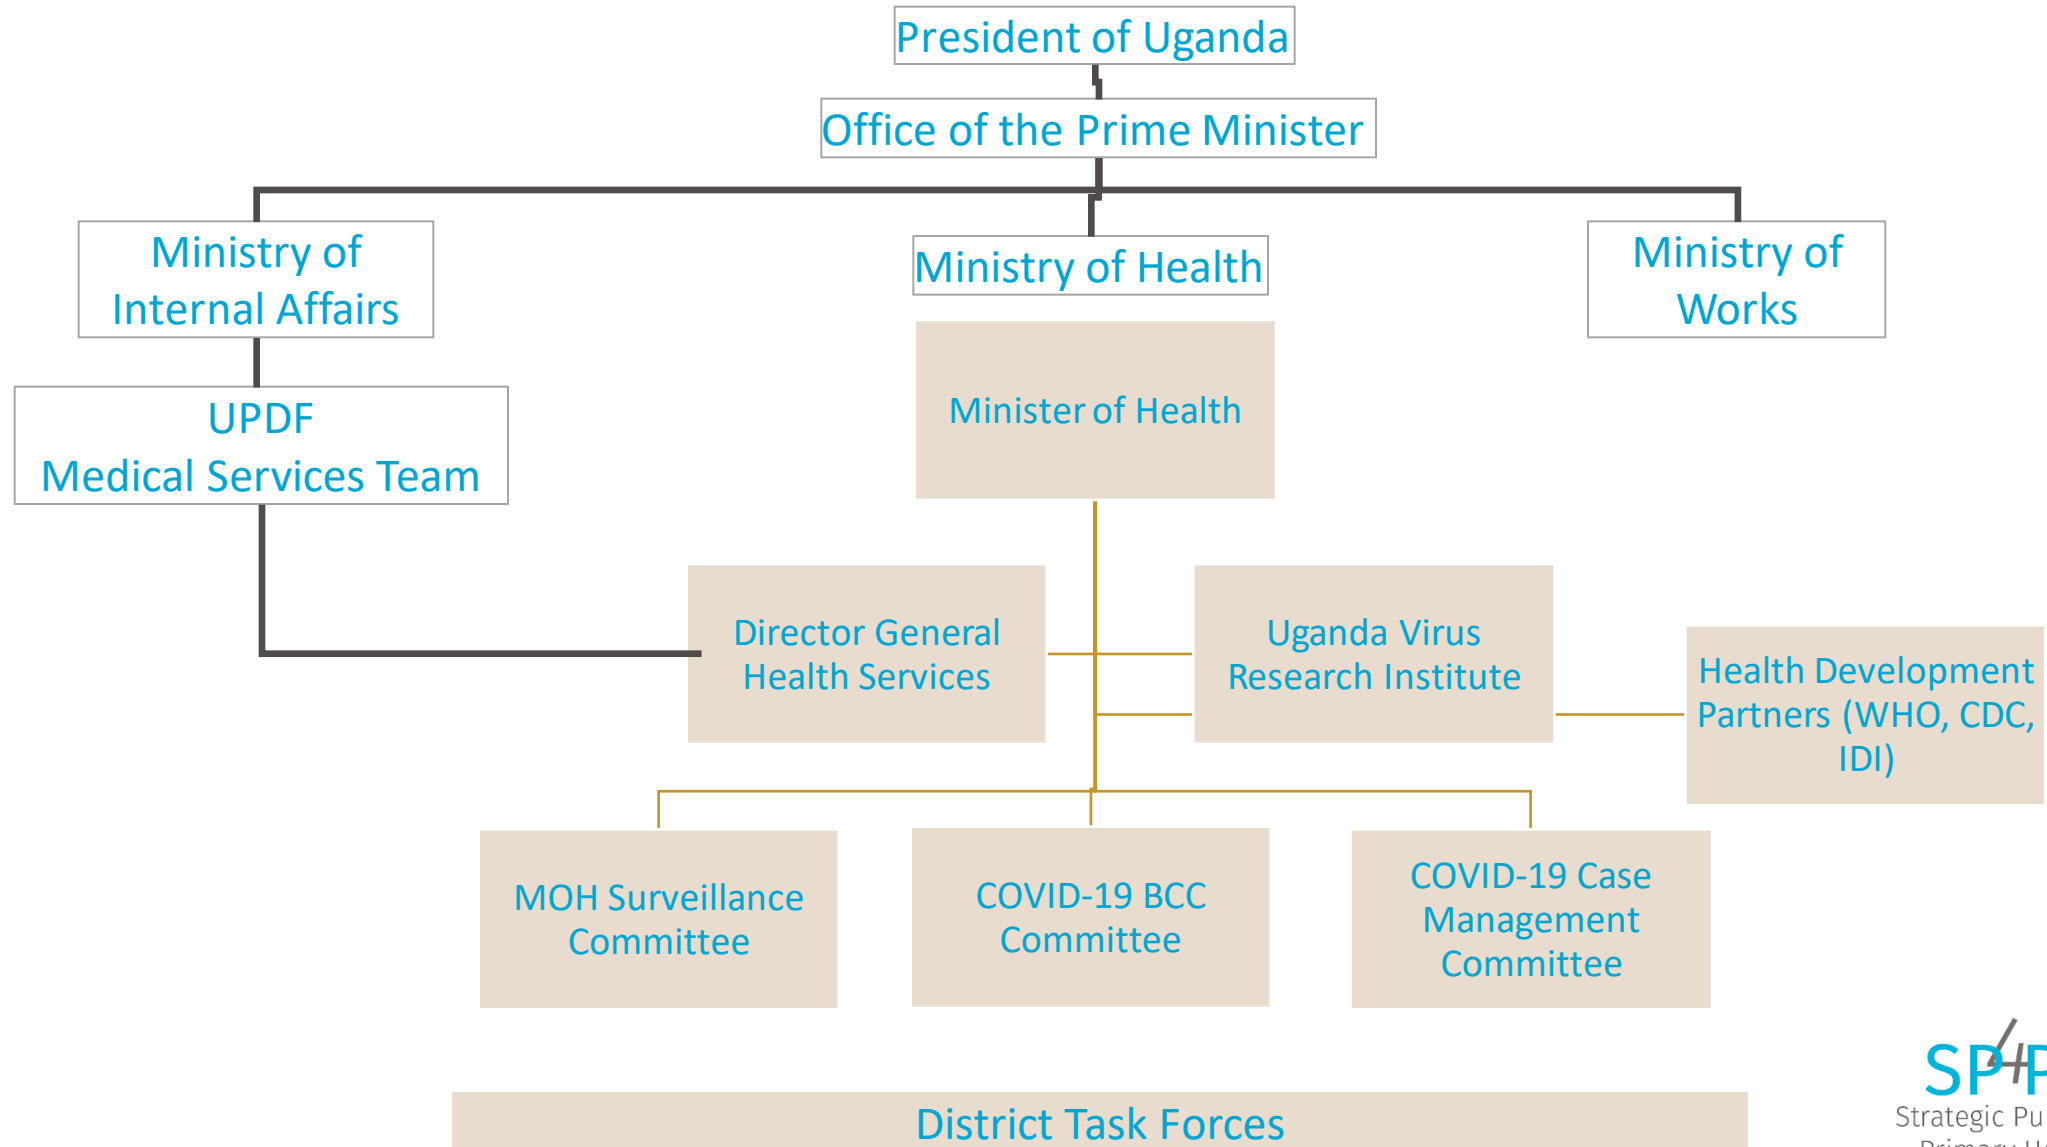 President of Uganda
Office of the Prime Minister
Ministry of
Internal Affairs
Ministry of Health
Ministry of
Works
UPDF
Medical Services Team
Minister of Health
Director General
Health Services
Uganda Virus
Research Institute
Health Development
Partners (WHO, CDC,
IDI)
MOH Surveillance
Committee
COVID-19 BCC
Committee
COVID-19 Case
Management
Committee
District Task Forces
SP4P
Strategic Pu
Primary H